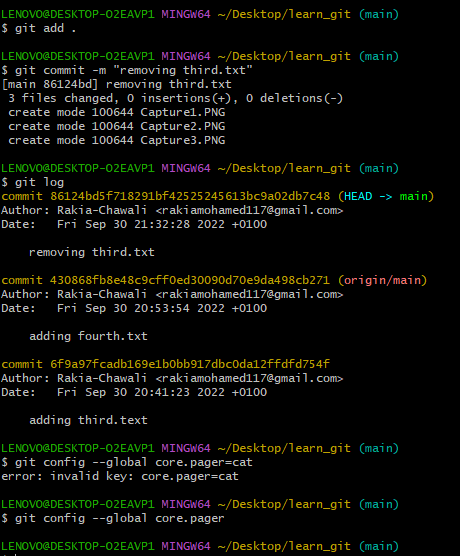 LENOVO@DESKTOP-O2EAVP1 MINGW64 ~/Desktop/learn_git (main)
$ git add .
LENOVO@DESKTOP-O2EAVP1 MINGW64 ~/Desktop/learn_git (main)
$ git commit -m "removing third.txt"
[main 86124bd] removing third.txt
 3 files changed, 0 insertions(+), 0 deletions(-)
 create mode 100644 Capture1.PNG
 create mode 100644 Capture2.PNG
 create mode 100644 Capture3.PNG
LENOVO@DESKTOP-O2EAVP1 MINGW64 ~/Desktop/learn_git (main)
$ git log
commit 86124bd5f718291bf42525245613bc9a02db7c48 (HEAD -> main)
Author: Rakia-Chawali <rakiamohamed117@gmail.com>
Date:   Fri Sep 30 21:32:28 2022 +0100
    removing third.txt
commit 430868fb8e48c9cff0ed30090d70e9da498cb271 (origin/main)
Author: Rakia-Chawali <rakiamohamed117@gmail.com>
Date:   Fri Sep 30 20:53:54 2022 +0100
    adding fourth.txt
commit 6f9a97fcadb169e1b0bb917dbc0da12ffdfd754f
Author: Rakia-Chawali <rakiamohamed117@gmail.com>
Date:   Fri Sep 30 20:41:23 2022 +0100
    adding third.text
LENOVO@DESKTOP-O2EAVP1 MINGW64 ~/Desktop/learn_git (main)
$ git config --global core.pager=cat
error: invalid key: core.pager=cat
LENOVO@DESKTOP-O2EAVP1 MINGW64 ~/Desktop/learn_git (main)
$ git config --global core.pager
LENOVO@DESKTOP-O2EAVP1 MINGW64 ~/Desktop/learn_git (main)